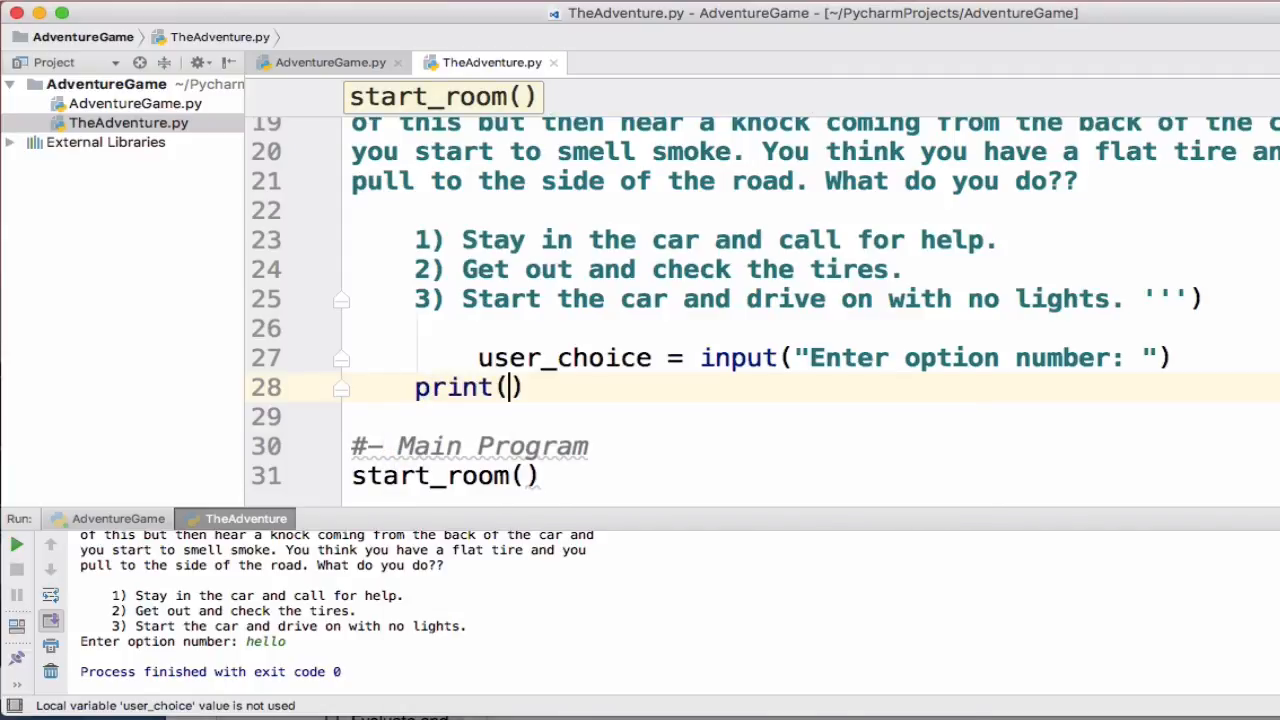 TheAdventure.py - AdventureGame - [~/PycharmProjects/AdventureGame]
AdventureGame TheAdventure.py
Project AdventureGame.py TheAdventure.py
AdventureGame ~/Pycharm
AdventureGame.py
TheAdventure.py
External Libraries
start_room()
19 of this but then hear a knock coming from the back of the c
20 you start to smell smoke. You think you have a flat tire an
21 pull to the side of the road. What do you do??
22
23 1) Stay in the car and call for help.
24 2) Get out and check the tires.
25 3) Start the car and drive on with no lights. ''')
26
27 user_choice = input("Enter option number: ")
28 print()
29
30 #- Main Program
31 start_room()
Run: AdventureGame TheAdventure
of this but then hear a knock coming from the back of the car and
you start to smell smoke. You think you have a flat tire and you
pull to the side of the road. What do you do??
1) Stay in the car and call for help.
2) Get out and check the tires.
3) Start the car and drive on with no lights.
Enter option number: hello
Process finished with exit code 0
Local variable 'user_choice' value is not used